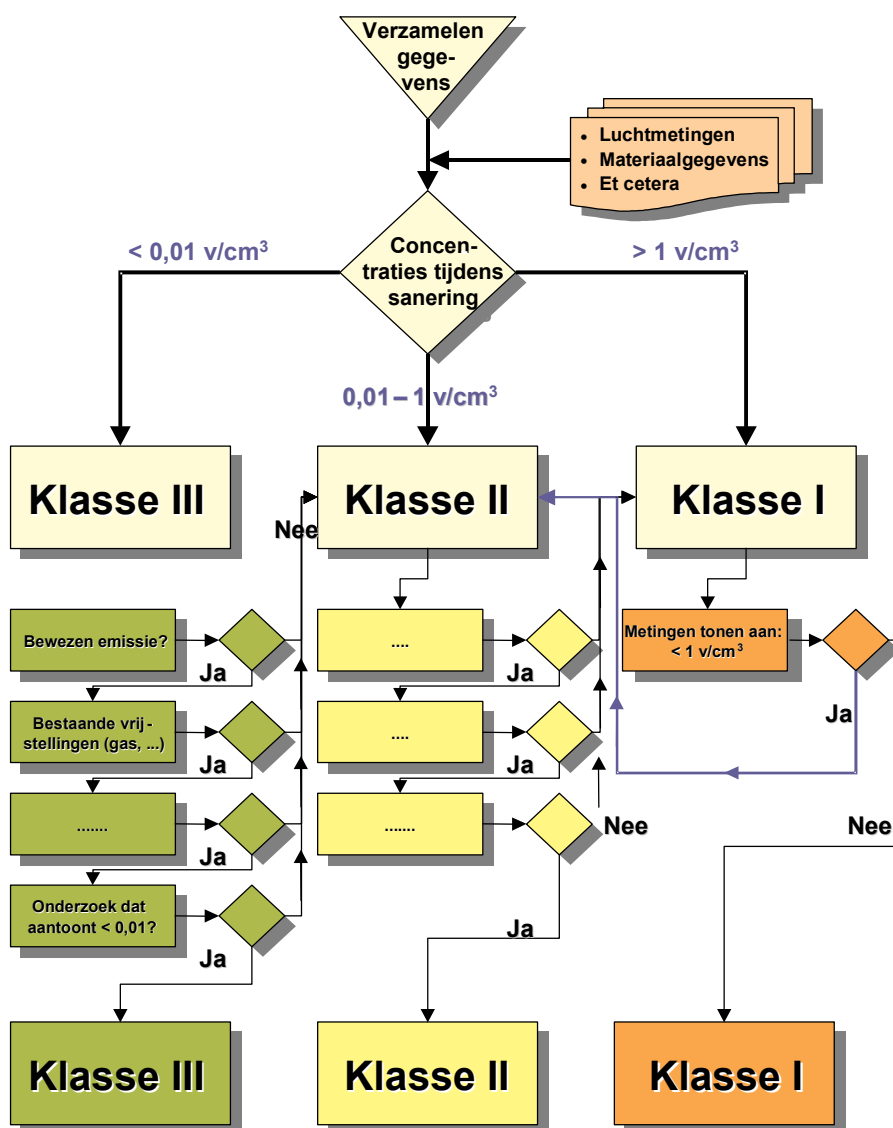 Verzamelen
gege-
vens
• Luchtmetingen
• Materiaalgegevens
• Et cetera
< 0,01 v/cm³
Concen-
traties tijdens
sanering
> 1 v/cm³
0,01 – 1 v/cm³
Klasse III
Klasse II
Klasse I
Nee
Bewezen emissie?
Ja
Bestaande vrij-
stellingen (gas, ...)
Ja
.......
Ja
Onderzoek dat
aantoont < 0,01?
Ja
....
Ja
....
Ja
.......
Nee
Ja
Metingen tonen aan:
< 1 v/cm³
Ja
Nee
Klasse III
Klasse II
Klasse I